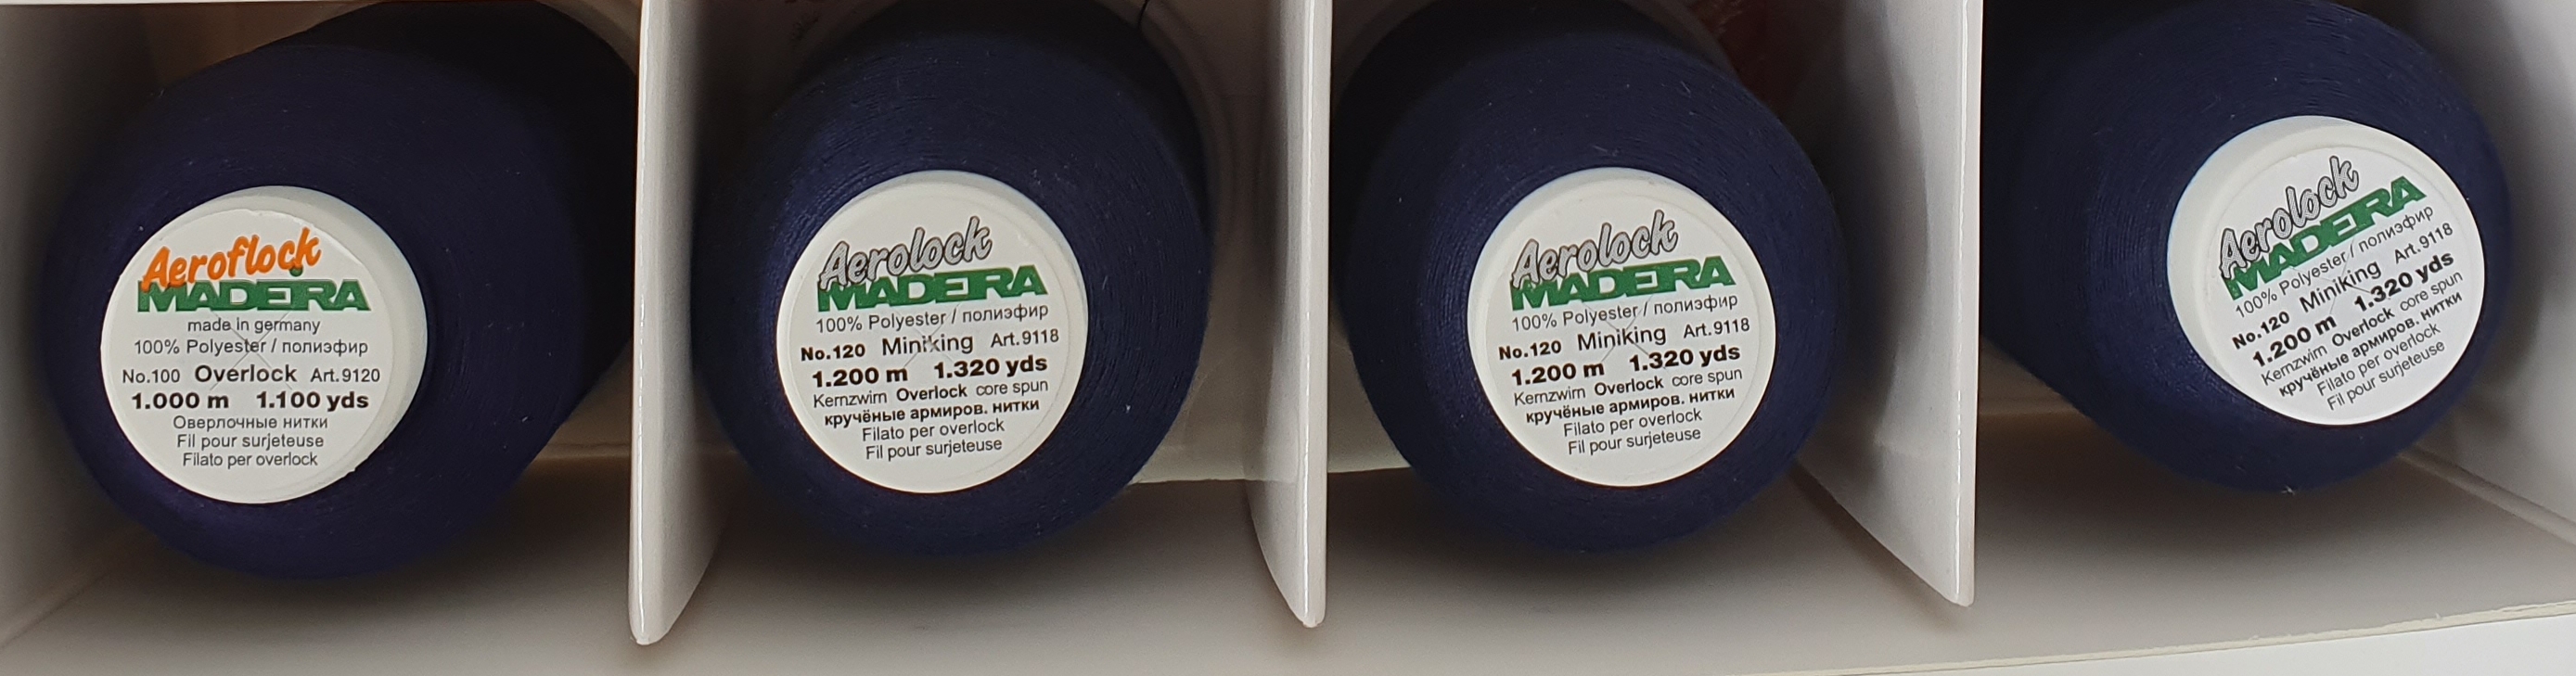 Aeroflock
MADEIRA
made in germany
100% Polyester / полиэфир
No.100 Overlock Art.9120
1.000 m 1.100 yds
Оверлочные нитки
Fil pour surjeteuse
Filato per overlock
Aerolock
MADEIRA
100% Polyester / полиэфир
No.120 Miniking Art.9118
1.200 m 1.320 yds
Kernzwirn Overlock core spun
кручёные армиров. нитки
Filato per overlock
Fil pour surjeteuse
Aerolock
MADEIRA
100% Polyester / полиэфир
No.120 Miniking Art.9118
1.200 m 1.320 yds
Kernzwirn Overlock core spun
кручёные армиров. нитки
Filato per overlock
Fil pour surjeteuse
Aerolock
MADEIRA
100% Polyester / полиэфир
No.120 Miniking Art.9118
1.200 m 1.320 yds
Kernzwirn Overlock core spun
кручёные армиров. нитки
Filato per overlock
Fil pour surjeteuse